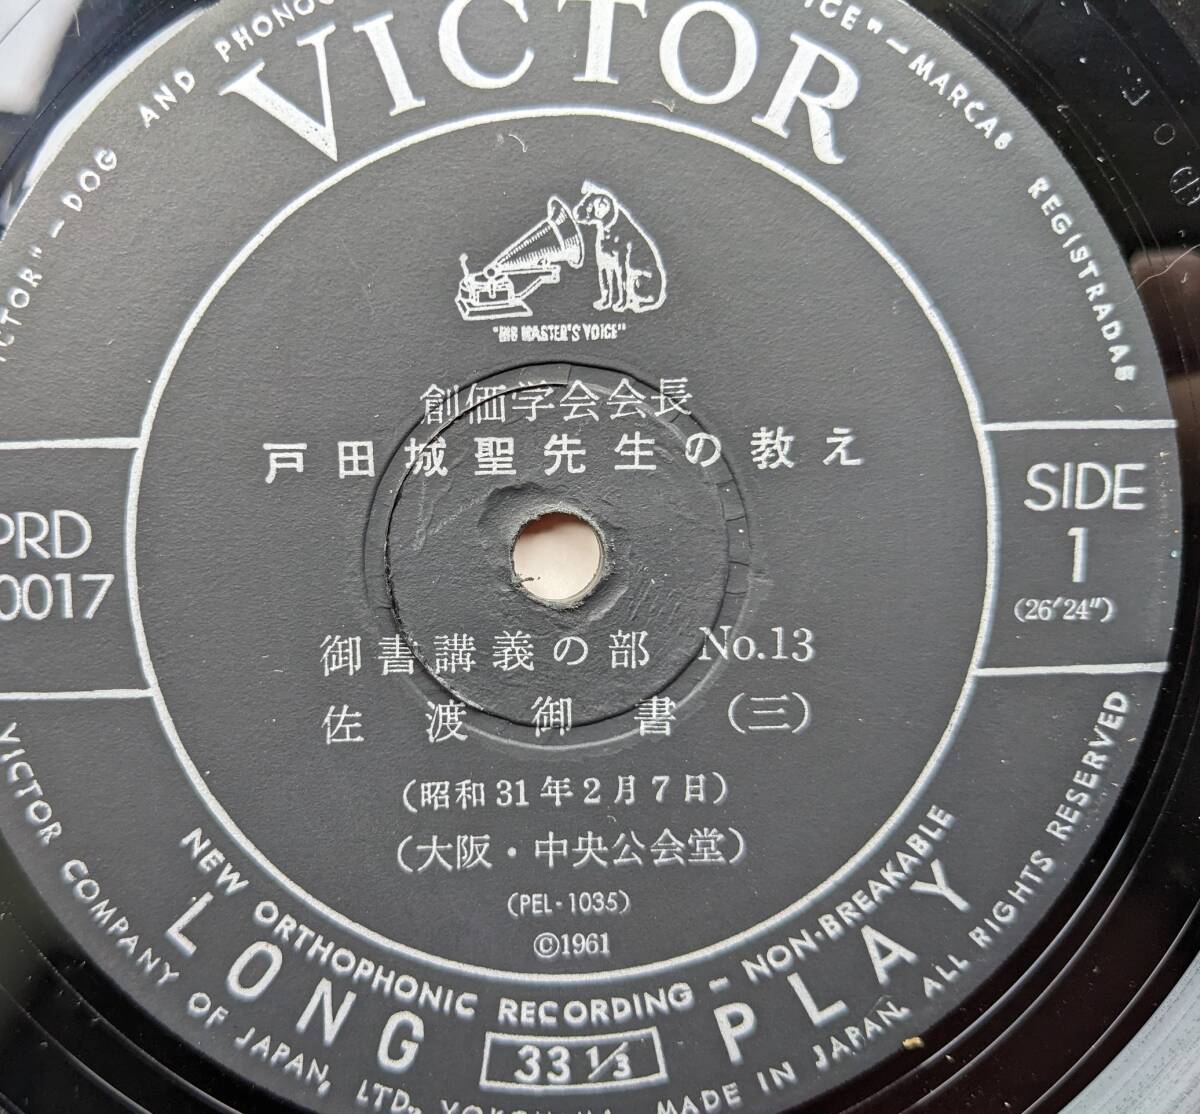 VICTOR
DOG AND
MARCAS REGISTRADAS
"HIS MASTER'S VOICE"
創価学会会長
戸田城聖先生の教え
PRD
0017
SIDE
1
(26′24″)
御書講義の部 No.13
佐渡御書(三)
(昭和31年2月7日)
(大阪・中央公会堂)
(PEL・1035)
©1961
NEW ORTHOPHONIC RECORDING – NON-BREAKABLE
LONG PLAY
33⅓
VICTOR COMPANY OF JAPAN, LTD., MADE IN JAPAN, ALL RIGHTS RESERVED